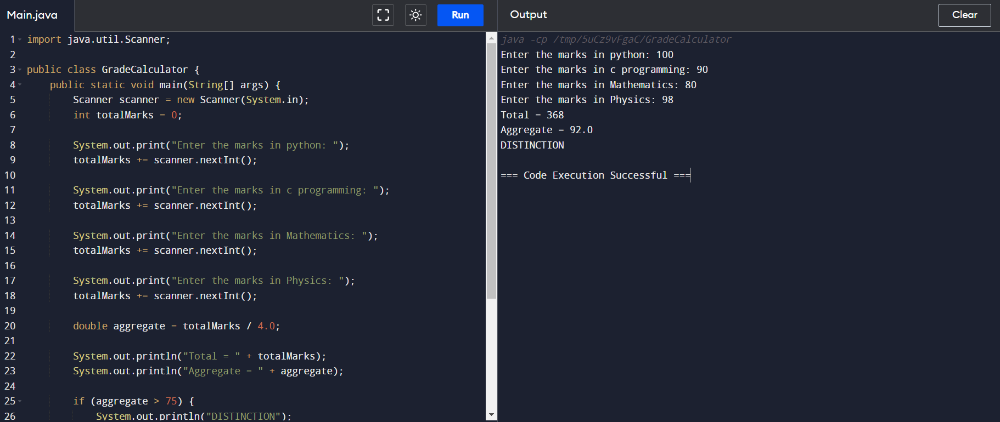 Main.java
Run
Output
Clear
1 import java.util.Scanner;
2
3 public class GradeCalculator {
4     public static void main(String[] args) {
5         Scanner scanner = new Scanner(System.in);
6         int totalMarks = 0;
7
8         System.out.print("Enter the marks in python: ");
9         totalMarks += scanner.nextInt();
10
11         System.out.print("Enter the marks in c programming: ");
12         totalMarks += scanner.nextInt();
13
14         System.out.print("Enter the marks in Mathematics: ");
15         totalMarks += scanner.nextInt();
16
17         System.out.print("Enter the marks in Physics: ");
18         totalMarks += scanner.nextInt();
19
20         double aggregate = totalMarks / 4.0;
21
22         System.out.println("Total = " + totalMarks);
23         System.out.println("Aggregate = " + aggregate);
24
25         if (aggregate > 75) {
26             System.out.println("DISTINCTION");
java -cp /tmp/5uCz9vFgaC/GradeCalculator
Enter the marks in python: 100
Enter the marks in c programming: 90
Enter the marks in Mathematics: 80
Enter the marks in Physics: 98
Total = 368
Aggregate = 92.0
DISTINCTION
=== Code Execution Successful ===